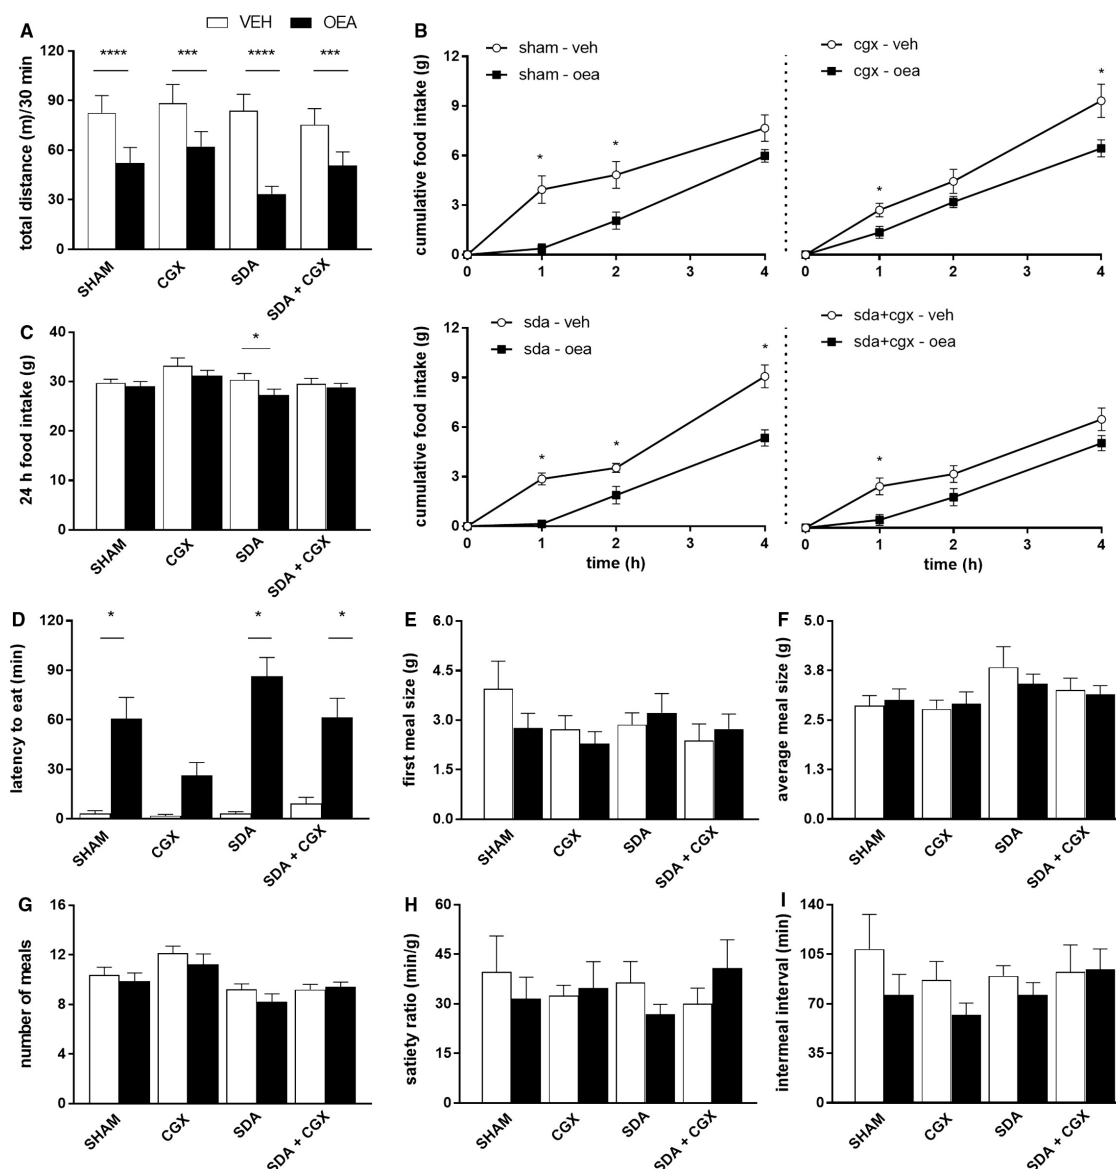 VEH OEA
A
total distance (m)/30 min
120
90
60
30
0
**** *** **** ***
SHAM CGX SDA SDA + CGX
B
cumulative food intake (g)
12
9
6
3
0
sham - veh
sham - oea
* *
0 1 2 3 4
cgx - veh
cgx - oea
* *
0 1 2 3 4
C
24 h food intake (g)
40
30
20
10
0
*
SHAM CGX SDA SDA + CGX
cumulative food intake (g)
12
9
6
3
0
sda - veh
sda - oea
* * *
0 1 2 3 4
time (h)
sda+cgx - veh
sda+cgx - oea
*
0 1 2 3 4
time (h)
D
latency to eat (min)
120
90
60
30
0
* * *
SHAM CGX SDA SDA + CGX
E
first meal size (g)
6.0
4.5
3.0
1.5
0.0
SHAM CGX SDA SDA + CGX
F
average meal size (g)
5.0
3.8
2.5
1.3
0.0
SHAM CGX SDA SDA + CGX
G
number of meals
16
12
8
4
0
SHAM CGX SDA SDA + CGX
H
satiety ratio (min/g)
60
45
30
15
0
SHAM CGX SDA SDA + CGX
I
intermeal interval (min)
140
105
70
35
0
SHAM CGX SDA SDA + CGX